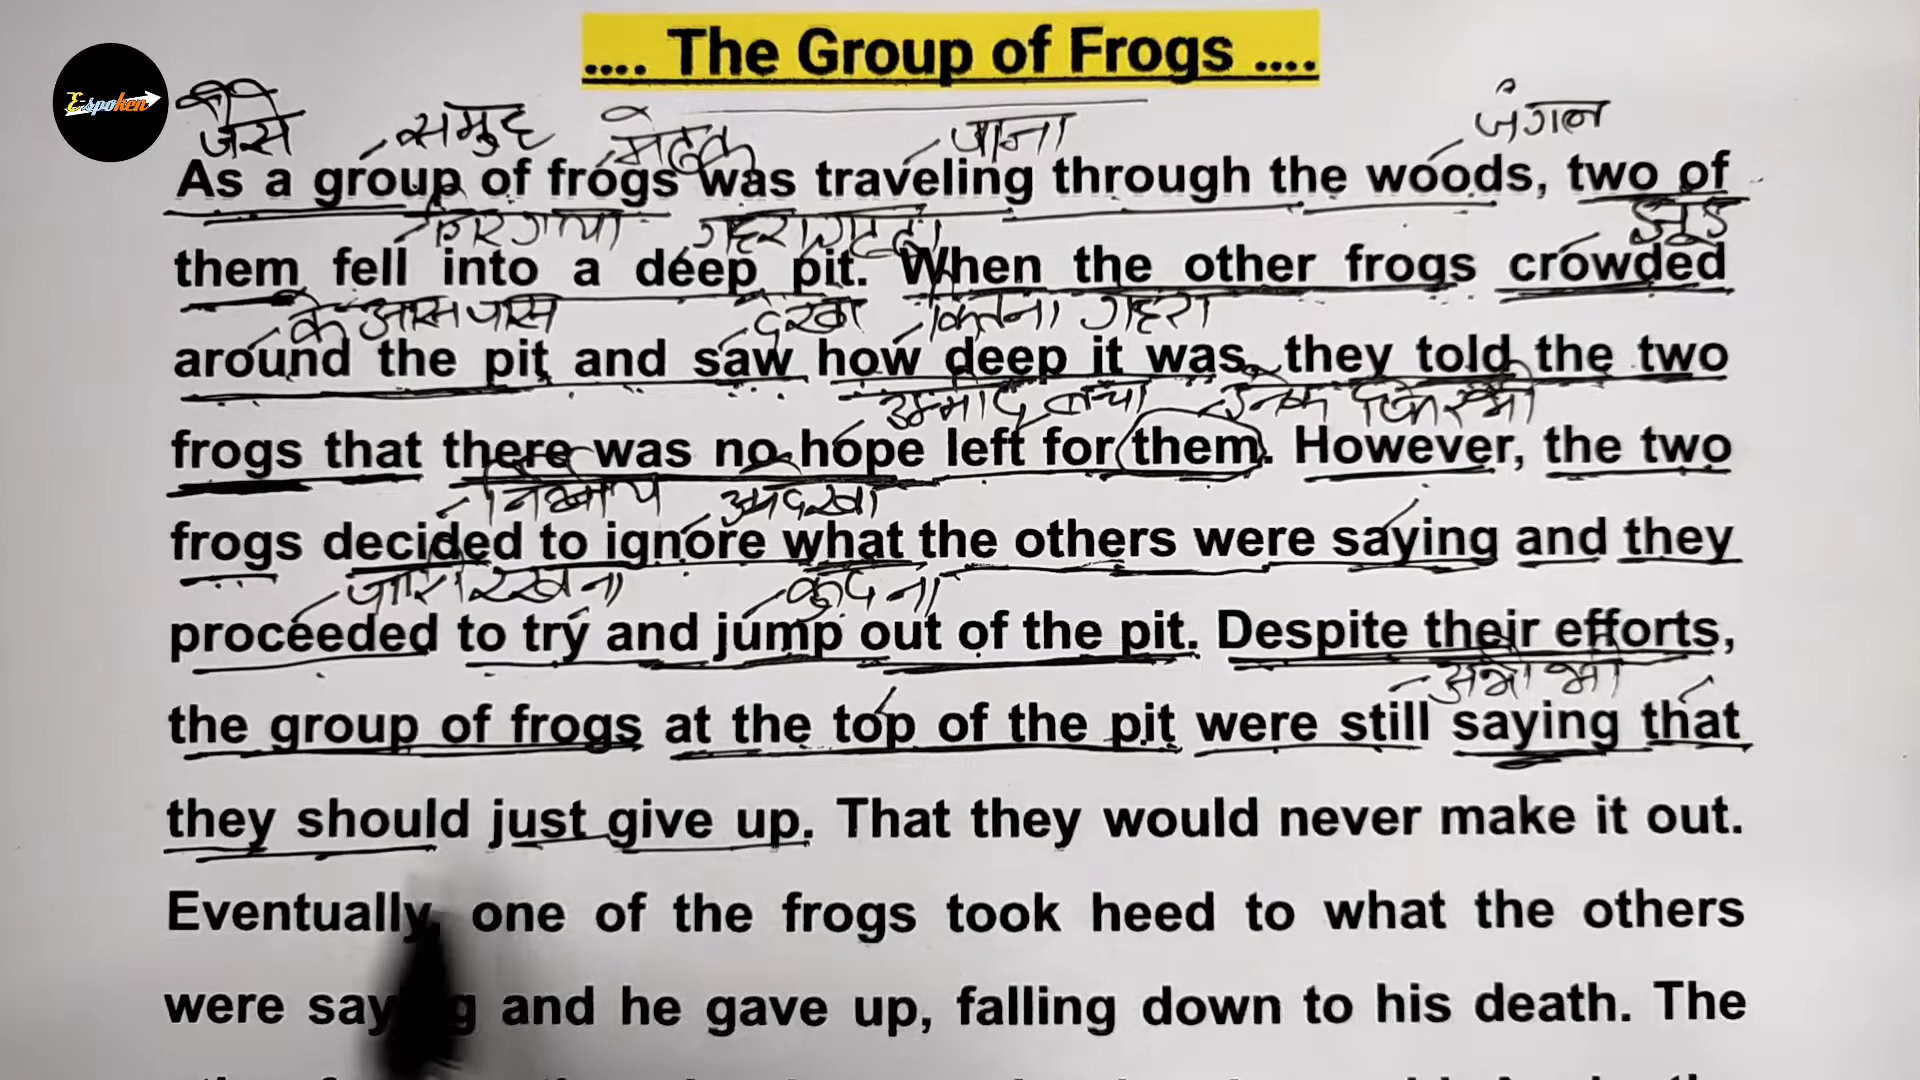 .... The Group of Frogs ....
E-spoken
जैसे समुह मेढ़क जाना जंगल
As a group of frogs was traveling through the woods, two of
गिर गया गहरा गढ्ढा झुंड
them fell into a deep pit. When the other frogs crowded
के आस पास देखा कितना गहरा
around the pit and saw how deep it was, they told the two
उम्मीद बचा
frogs that there was no hope left for them. However, the two
frogs decided to ignore what the others were saying and they
जारी रखना कुदना
proceeded to try and jump out of the pit. Despite their efforts,
अभी भी
the group of frogs at the top of the pit were still saying that
they should just give up. That they would never make it out.
Eventually, one of the frogs took heed to what the others
were saying and he gave up, falling down to his death. The